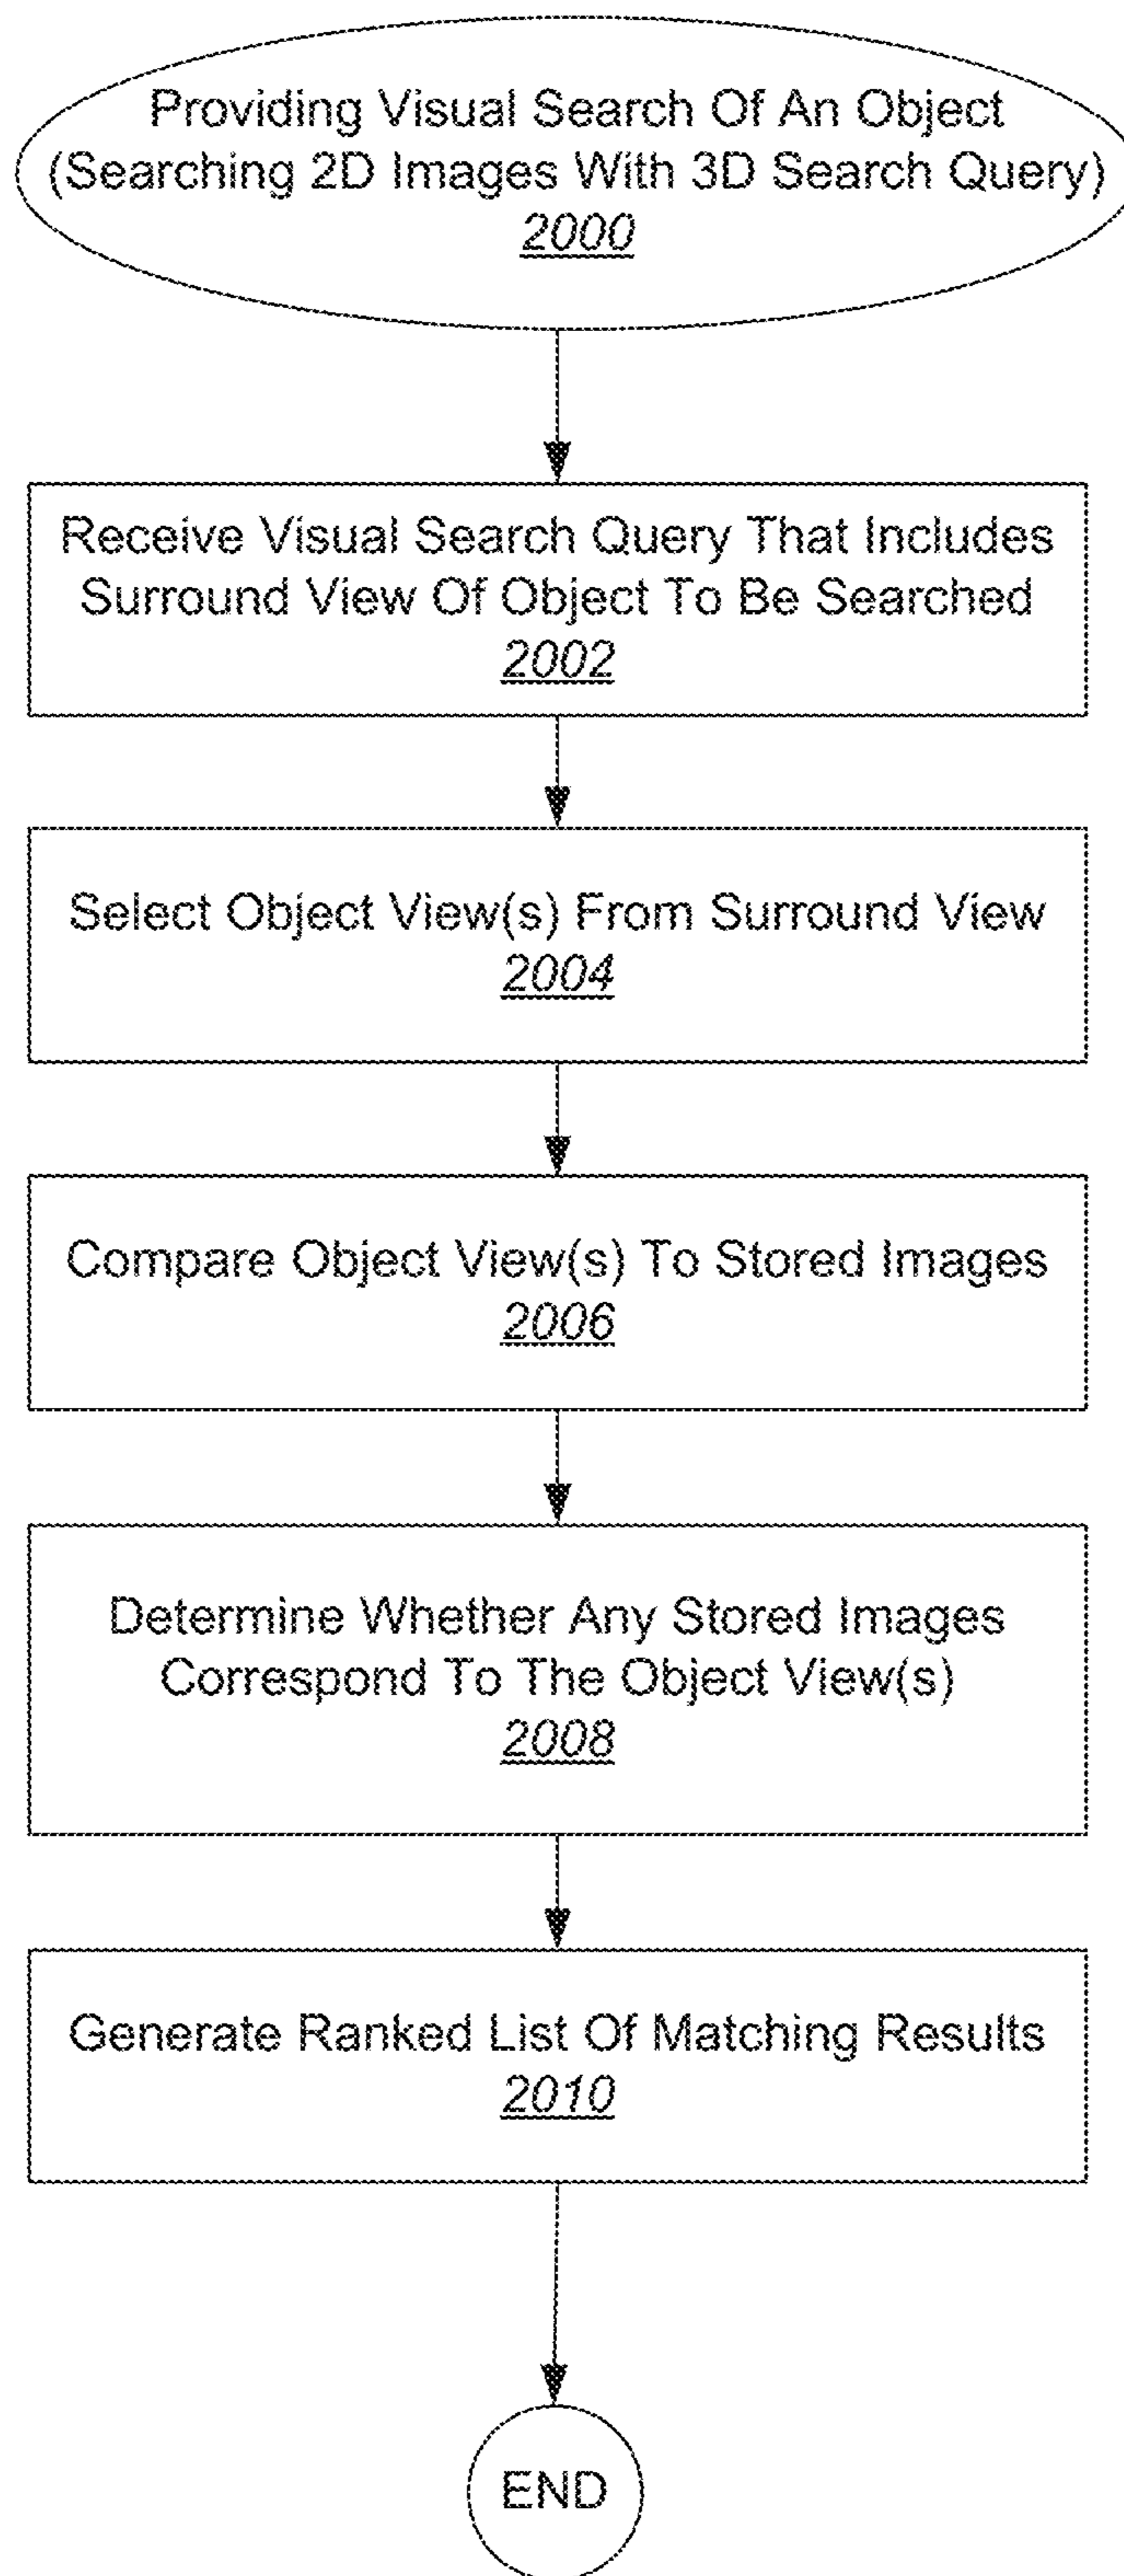 Providing Visual Search Of An Object
(Searching 2D Images With 3D Search Query)
2000
Receive Visual Search Query That Includes
Surround View Of Object To Be Searched
2002
Select Object View(s) From Surround View
2004
Compare Object View(s) To Stored Images
2006
Determine Whether Any Stored Images
Correspond To The Object View(s)
2008
Generate Ranked List Of Matching Results
2010
END